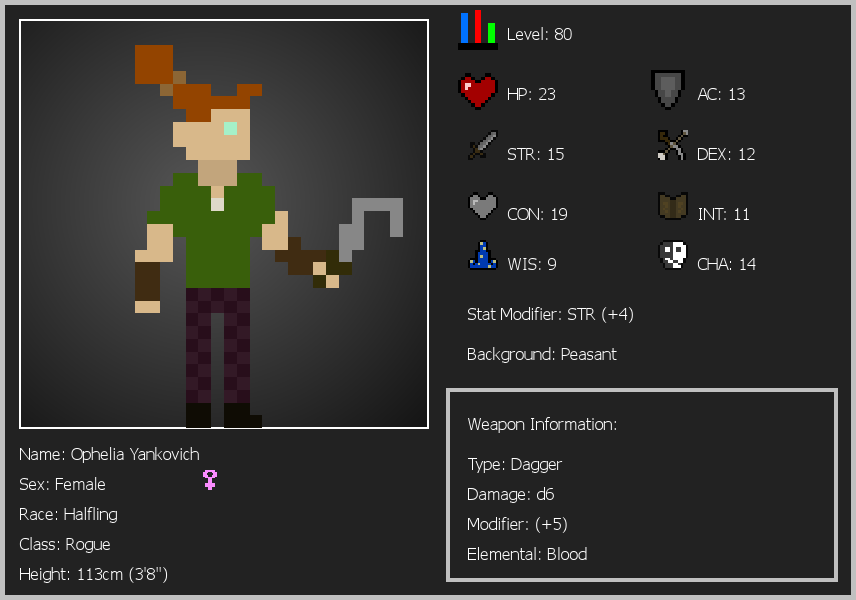 Level: 80
HP: 23
AC: 13
STR: 15
DEX: 12
CON: 19
INT: 11
WIS: 9
CHA: 14
Stat Modifier: STR (+4)
Background: Peasant
Weapon Information:
Type: Dagger
Damage: d6
Modifier: (+5)
Elemental: Blood
Name: Ophelia Yankovich
Sex: Female
Race: Halfling
Class: Rogue
Height: 113cm (3'8")